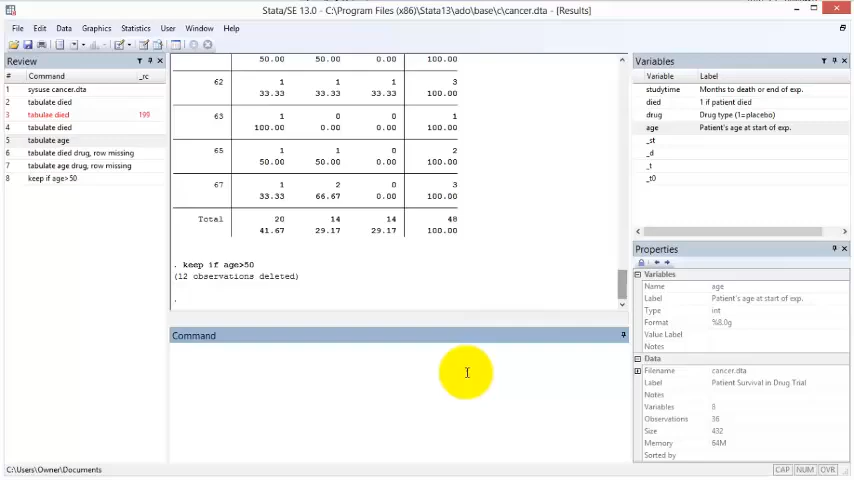 Stata/SE 13.0 - C:\Program Files (x86)\Stata13\ado\base\c\cancer.dta - [Results]
File Edit Data Graphics Statistics User Window Help
Review
# Command _rc
1 sysuse cancer.dta
2 tabulate died
3 tabulae died 199
4 tabulate died
5 tabulate age
6 tabulate died drug, row missing
7 tabulate age drug, row missing
8 keep if age>50
50.00 50.00 0.00 100.00
62 1 1 1 3
33.33 33.33 33.33 100.00
63 1 0 0 1
100.00 0.00 0.00 100.00
65 1 1 0 2
50.00 50.00 0.00 100.00
67 1 2 0 3
33.33 66.67 0.00 100.00
Total 20 14 14 48
41.67 29.17 29.17 100.00
. keep if age>50
(12 observations deleted)
.
Command
Variables
Variable Label
studytime Months to death or end of exp.
died 1 if patient died
drug Drug type (1=placebo)
age Patient's age at start of exp.
_st
_d
_t
_t0
Properties
Variables
Name age
Label Patient's age at start of exp.
Type int
Format %8.0g
Value Label
Notes
Data
Filename cancer.dta
Label Patient Survival in Drug Trial
Notes
Variables 8
Observations 36
Size 432
Memory 64M
Sorted by
C:\Users\Owner\Documents
CAP NUM OVR